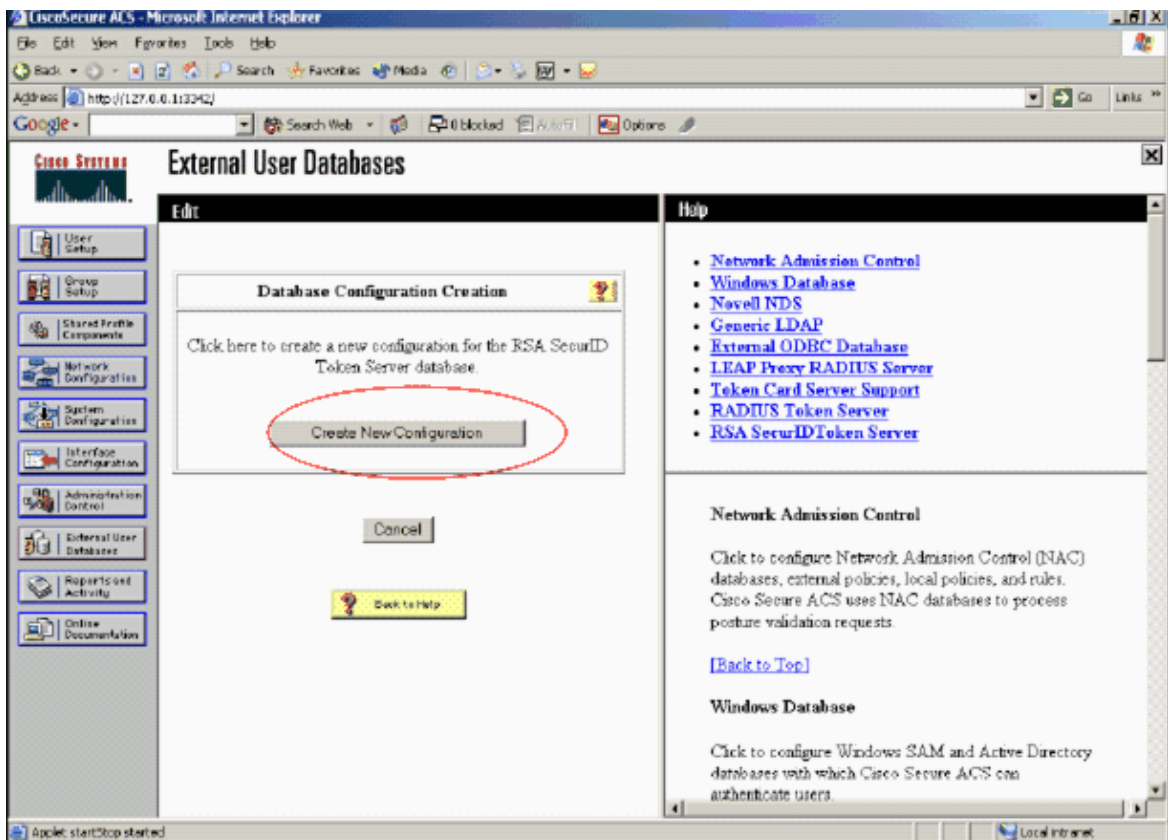 CiscoSecure ACS - Microsoft Internet Explorer
File Edit View Favorites Tools Help
Back Search Favorites Media
Address http://127.0.0.1:3342/ Go Links »
Google Search Web 0 blocked AutoFill Options
CISCO SYSTEMS
External User Databases
Edit
User
Setup
Group
Setup
Shared Profile
Components
Network
Configuration
System
Configuration
Interface
Configuration
Administration
Control
External User
Databases
Reports and
Activity
Online
Documentation
Database Configuration Creation
Click here to create a new configuration for the RSA SecurID
Token Server database.
Create New Configuration
Cancel
Back to Help
Help
Network Admission Control
Windows Database
Novell NDS
Generic LDAP
External ODBC Database
LEAP Proxy RADIUS Server
Token Card Server Support
RADIUS Token Server
RSA SecurIDToken Server
Network Admission Control
Click to configure Network Admission Control (NAC)
databases, external policies, local policies, and rules.
Cisco Secure ACS uses NAC databases to process
posture validation requests.
[Back to Top]
Windows Database
Click to configure Windows SAM and Active Directory
databases with which Cisco Secure ACS can
authenticate users.
Applet startStop started
Local intranet